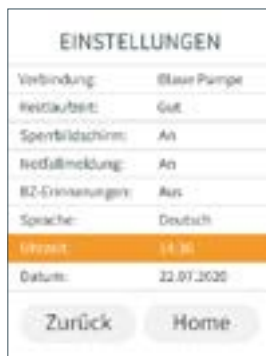 EINSTELLUNGEN
Verbindung: Blaue Pumpe
Restlaufzeit: Gut
Sperrbildschirm: An
Notfallmeldung: An
BZ-Erinnerungen: Aus
Sprache: Deutsch
Uhrzeit: 14:36
Datum: 22.07.2020
Zurück Home